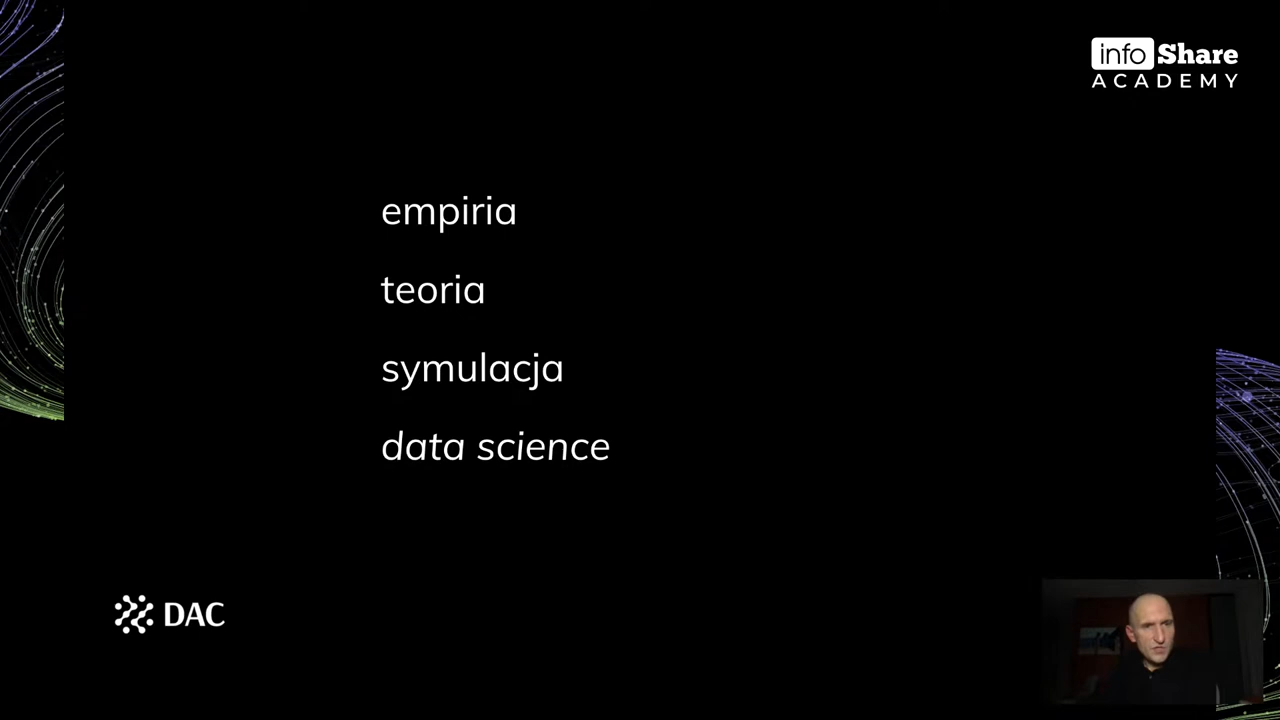 info Share
ACADEMY
empiria
teoria
symulacja
data science
DAC